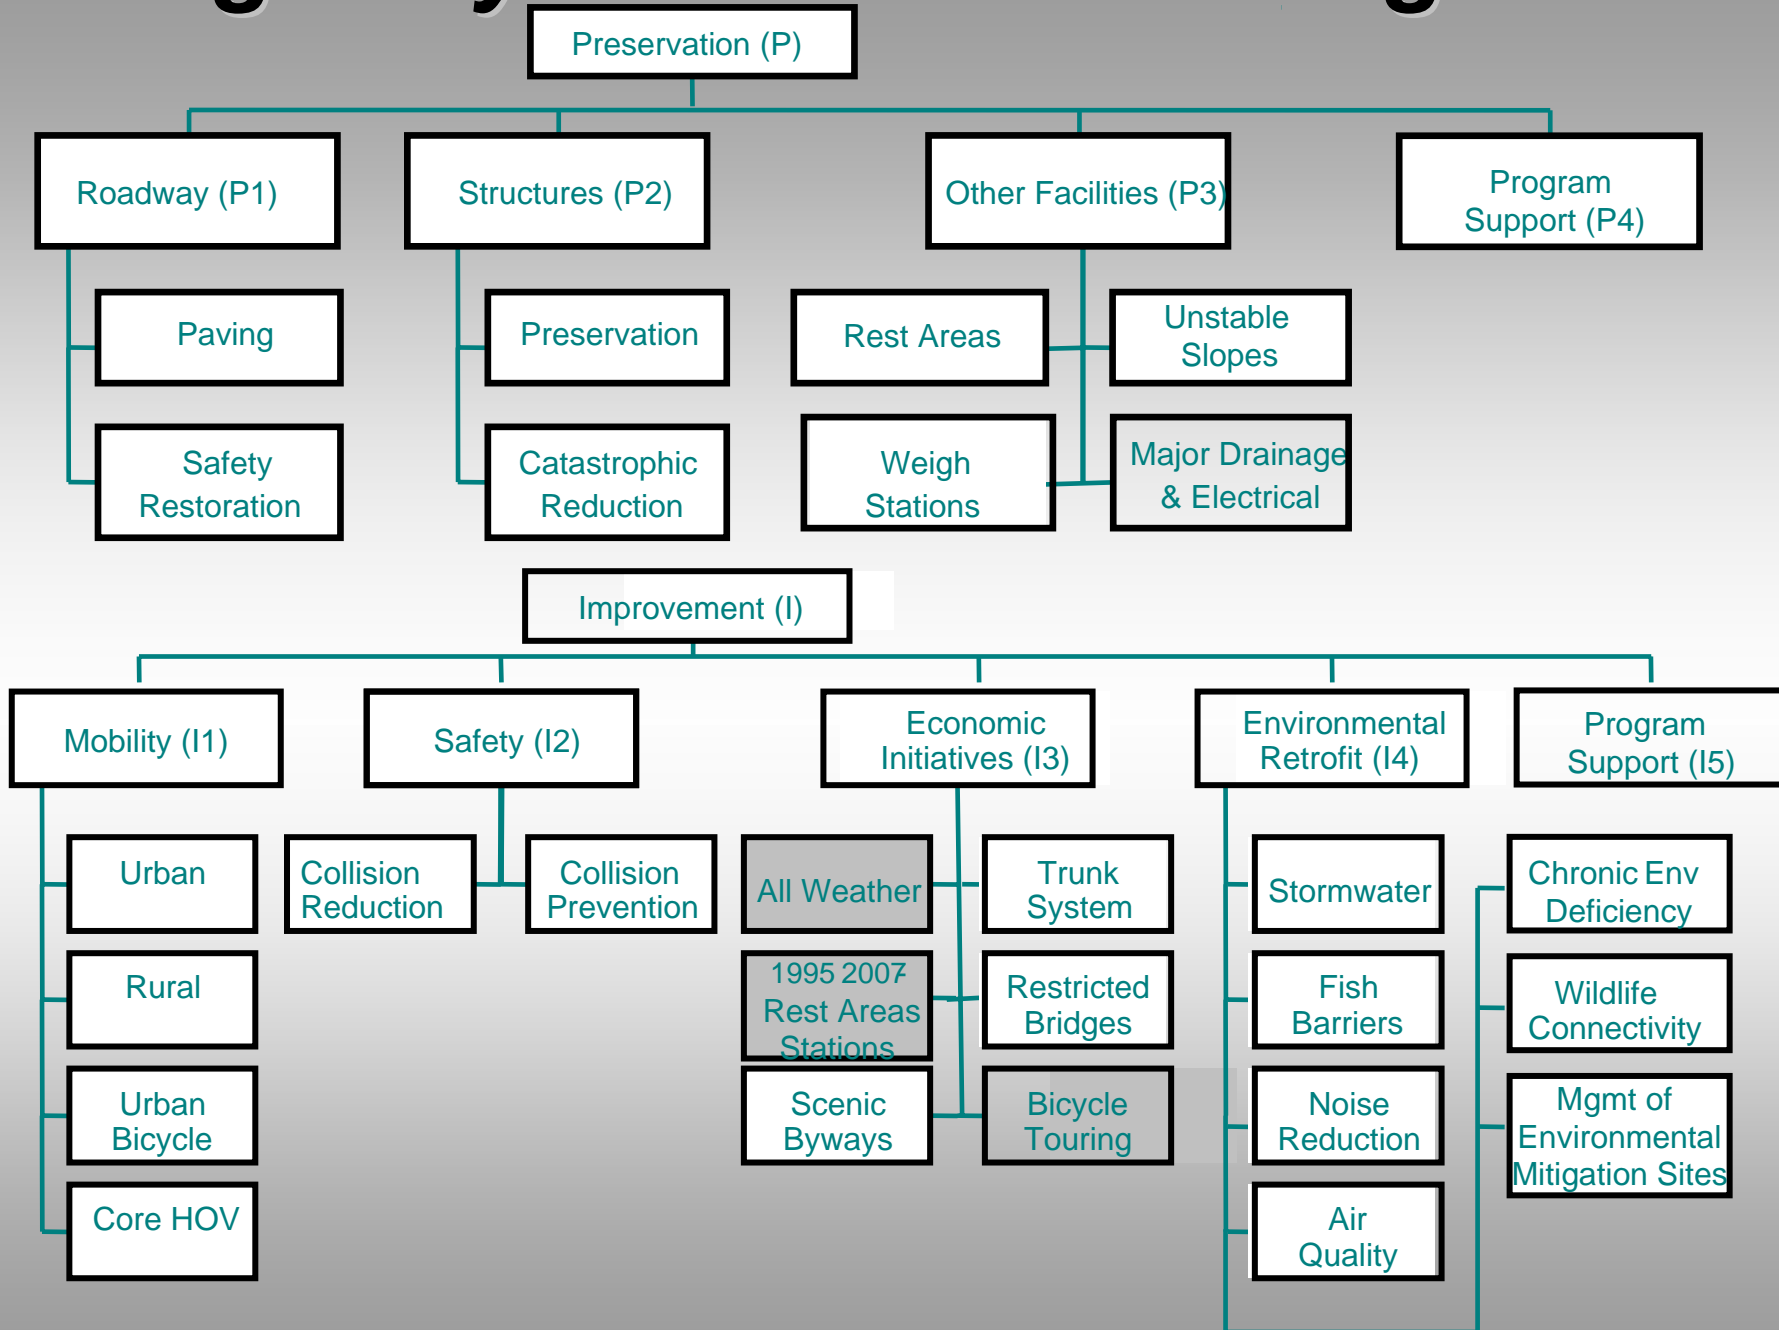 Preservation (P)
Roadway (P1)
Structures (P2)
Other Facilities (P3)
Program
Support (P4)
Paving
Preservation
Rest Areas
Unstable
Slopes
Safety
Restoration
Catastrophic
Reduction
Weigh
Stations
Major Drainage
& Electrical
Improvement (I)
Mobility (I1)
Safety (I2)
Economic
Initiatives (I3)
Environmental
Retrofit (I4)
Program
Support (I5)
Urban
Collision
Reduction
Collision
Prevention
All Weather
Trunk
System
Stormwater
Chronic Env
Deficiency
Rural
1995 2007
Rest Areas
Stations
Restricted
Bridges
Fish
Barriers
Wildlife
Connectivity
Urban
Bicycle
Scenic
Byways
Bicycle
Touring
Noise
Reduction
Mgmt of
Environmental
Mitigation Sites
Core HOV
Air
Quality